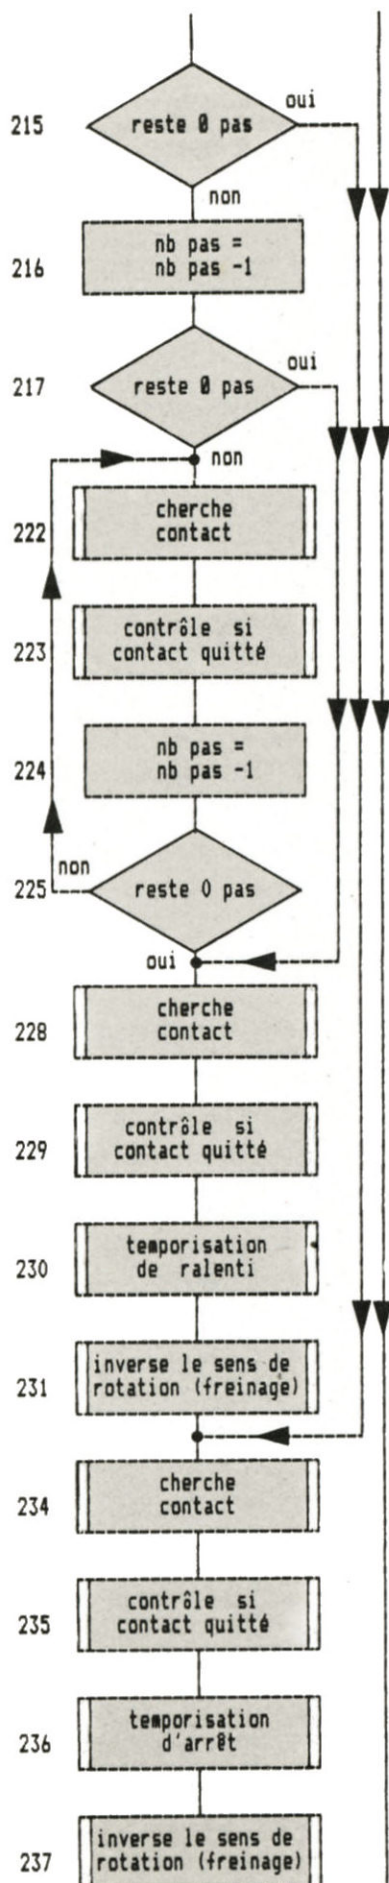 oui
215 reste 0 pas
non
nb pas =
216 nb pas -1
oui
217 reste 0 pas
non
cherche
222 contact
contrôle si
223 contact quitté
nb pas =
224 nb pas -1
non
225 reste 0 pas
oui
cherche
228 contact
contrôle si
229 contact quitté
temporisation
230 de ralenti
inverse le sens de
231 rotation (freinage)
cherche
234 contact
contrôle si
235 contact quitté
temporisation
236 d'arrêt
inverse le sens de
237 rotation (freinage)